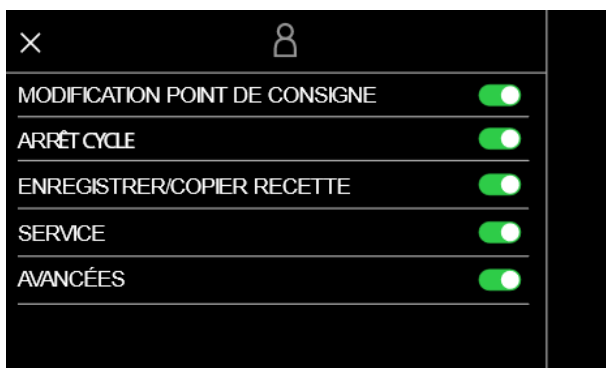 MODIFICATION POINT DE CONSIGNE
ARRÊT CYCLE
ENREGISTRER/COPIER RECETTE
SERVICE
AVANCÉES